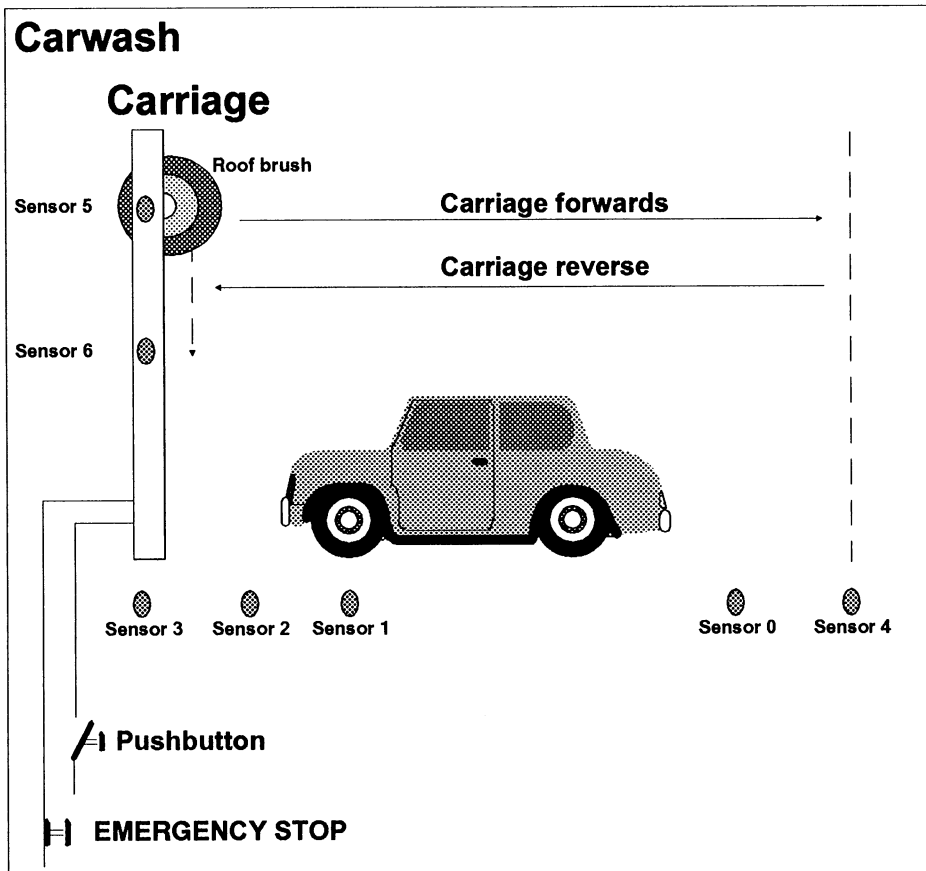 Carwash
Carriage
Roof brush
Sensor 5
Carriage forwards
Carriage reverse
Sensor 6
Sensor 3
Sensor 2
Sensor 1
Sensor 0
Sensor 4
Pushbutton
EMERGENCY STOP